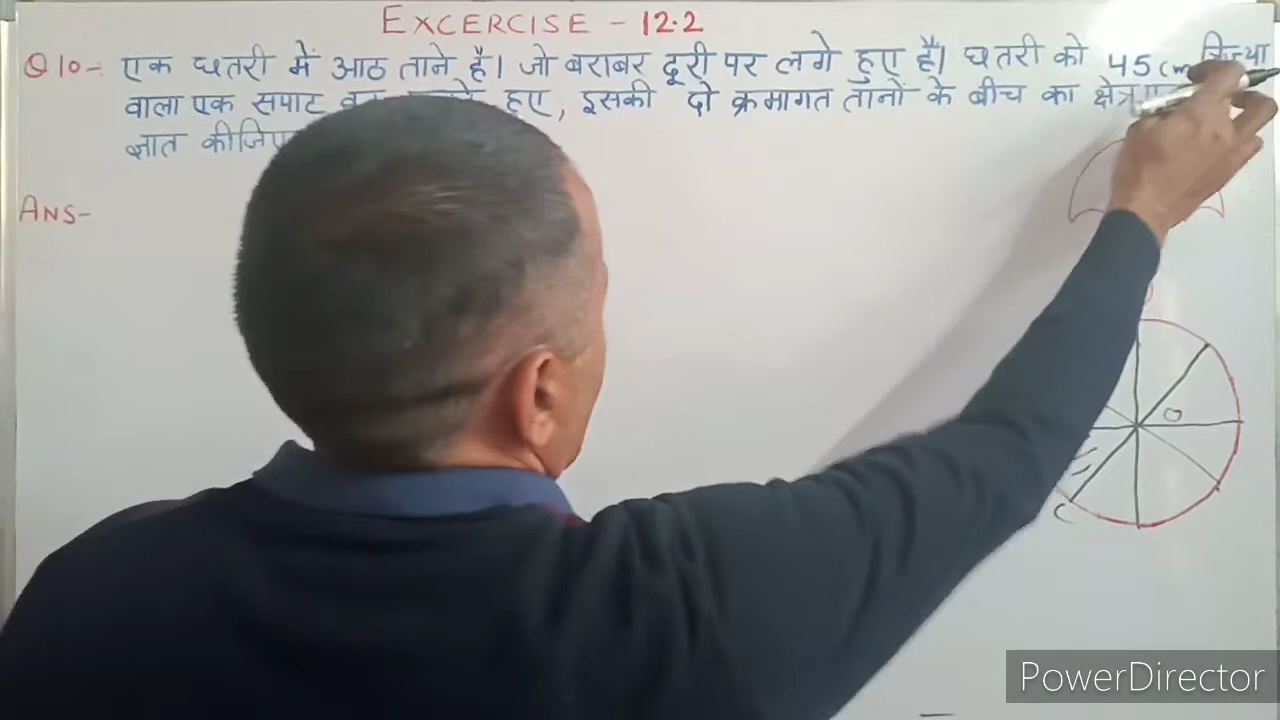 EXCERCISE - 12.2
Q10-: एक छतरी में आठ ताने है। जो बराबर दूरी पर लगे हुए है। छतरी को 45 cm त्रिज्या
वाला एक सपाट हुए, इसकी दो क्रमागत तानों के बीच का
ज्ञात कीजिए
ANS-
O
C
PowerDirector